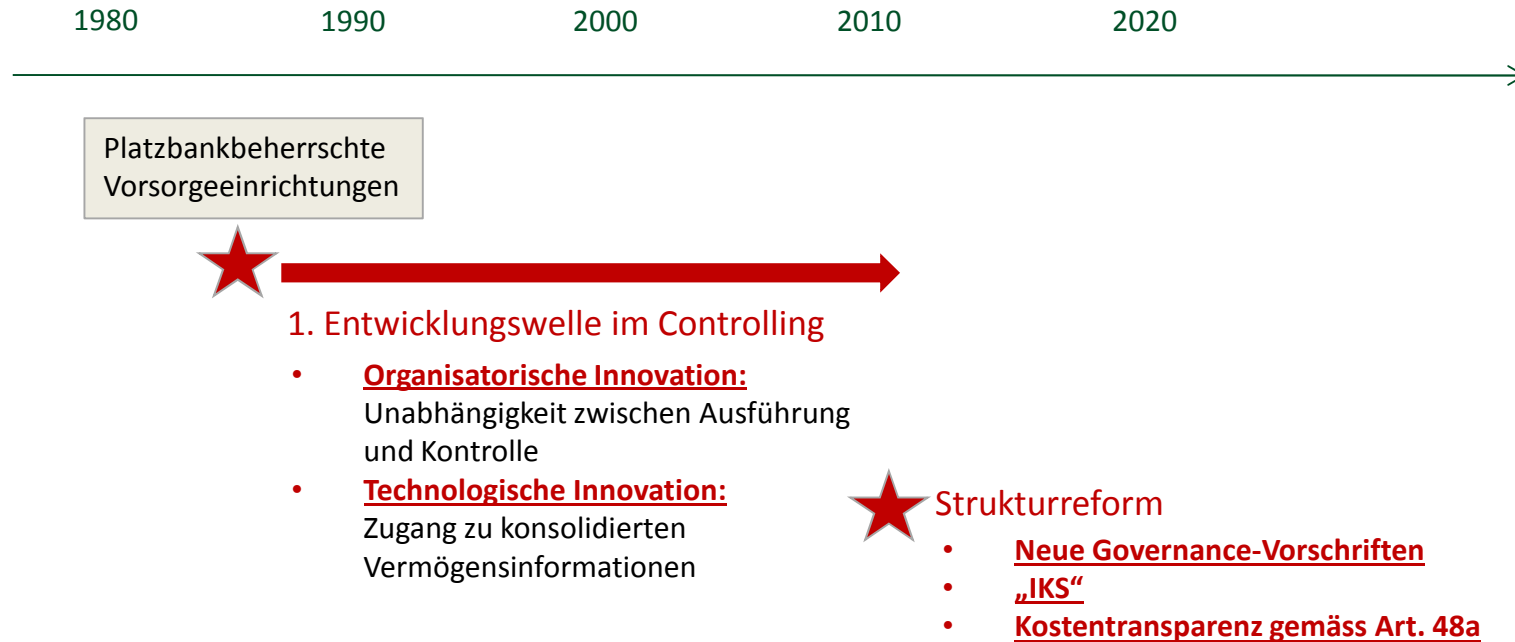 1980 1990 2000 2010 2020
Platzbankbeherrschte
Vorsorgeeinrichtungen
1. Entwicklungswelle im Controlling
• Organisatorische Innovation:
Unabhängigkeit zwischen Ausführung
und Kontrolle
• Technologische Innovation:
Zugang zu konsolidierten
Vermögensinformationen
Strukturreform
• Neue Governance-Vorschriften
• „IKS“
• Kostentransparenz gemäss Art. 48a